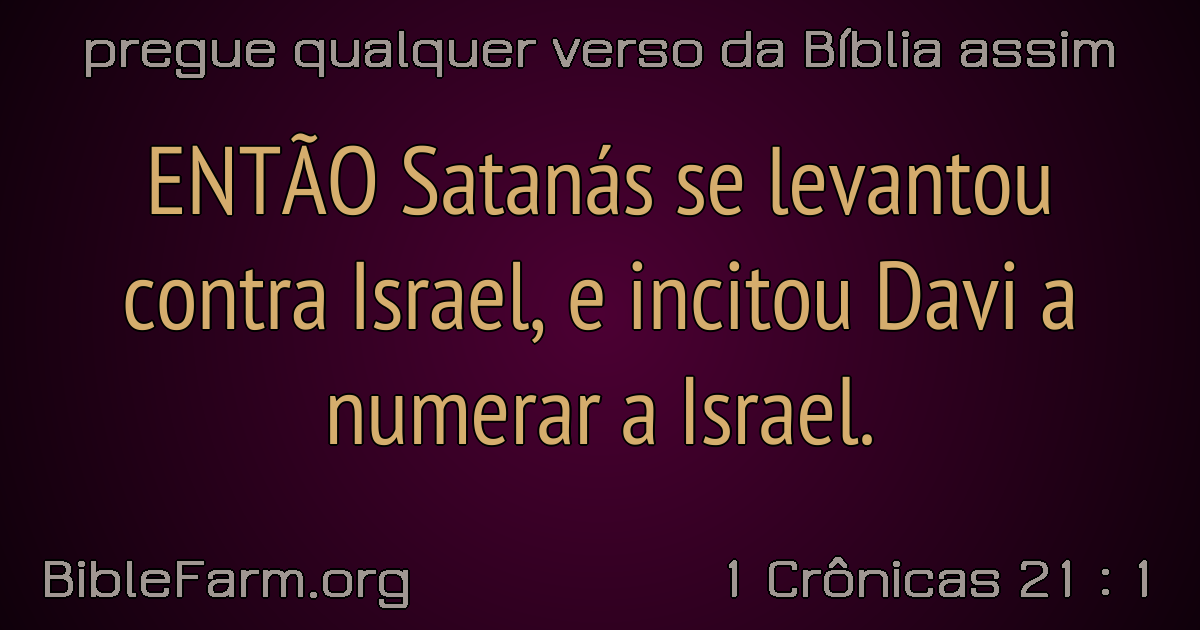 pregue qualquer verso da Bíblia assim
ENTÃO Satanás se levantou
contra Israel, e incitou Davi a
numerar a Israel.
BibleFarm.org
1 Crônicas 21 : 1